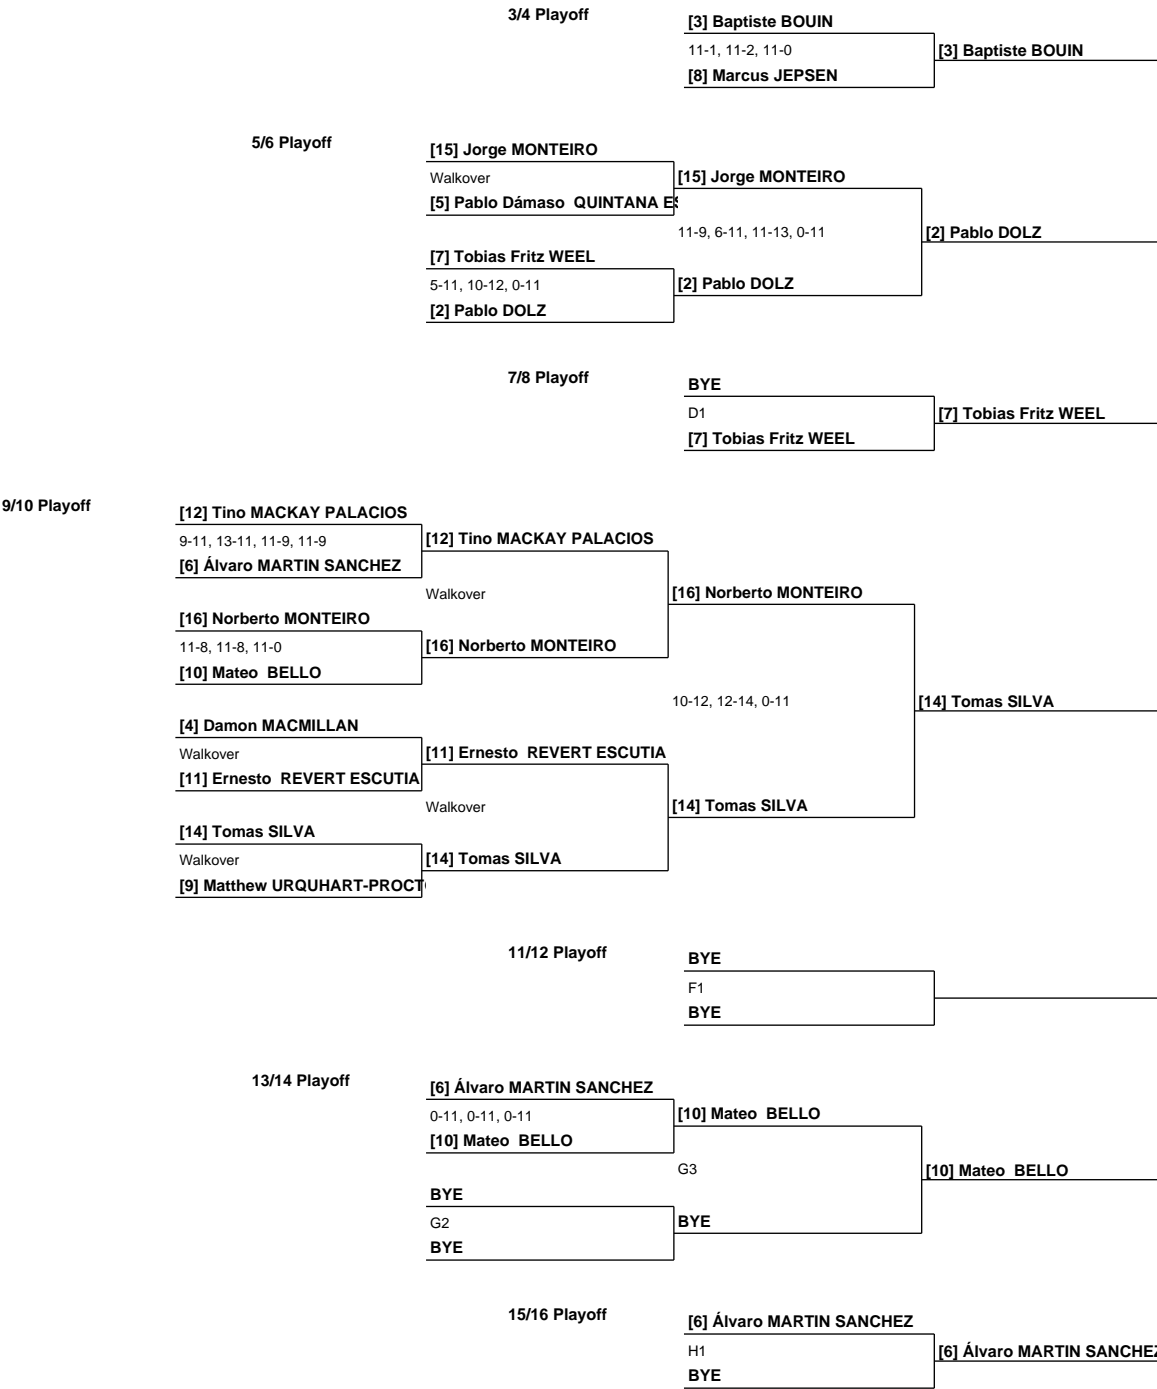 3/4 Playoff
[3] Baptiste BOUIN
11-1, 11-2, 11-0
[3] Baptiste BOUIN
[8] Marcus JEPSEN
5/6 Playoff
[15] Jorge MONTEIRO
Walkover
[15] Jorge MONTEIRO
[5] Pablo Dámaso QUINTANA ES
11-9, 6-11, 11-13, 0-11
[2] Pablo DOLZ
[7] Tobias Fritz WEEL
5-11, 10-12, 0-11
[2] Pablo DOLZ
[2] Pablo DOLZ
7/8 Playoff
BYE
D1
[7] Tobias Fritz WEEL
[7] Tobias Fritz WEEL
9/10 Playoff
[12] Tino MACKAY PALACIOS
9-11, 13-11, 11-9, 11-9
[12] Tino MACKAY PALACIOS
[6] Álvaro MARTIN SANCHEZ
Walkover
[16] Norberto MONTEIRO
[16] Norberto MONTEIRO
11-8, 11-8, 11-0
[16] Norberto MONTEIRO
[10] Mateo BELLO
10-12, 12-14, 0-11
[14] Tomas SILVA
[4] Damon MACMILLAN
Walkover
[11] Ernesto REVERT ESCUTIA
[11] Ernesto REVERT ESCUTIA
Walkover
[14] Tomas SILVA
[14] Tomas SILVA
Walkover
[14] Tomas SILVA
[9] Matthew URQUHART-PROCT
11/12 Playoff
BYE
F1
BYE
13/14 Playoff
[6] Álvaro MARTIN SANCHEZ
0-11, 0-11, 0-11
[10] Mateo BELLO
[10] Mateo BELLO
G3
[10] Mateo BELLO
BYE
G2
BYE
BYE
15/16 Playoff
[6] Álvaro MARTIN SANCHEZ
H1
[6] Álvaro MARTIN SANCHEZ
BYE